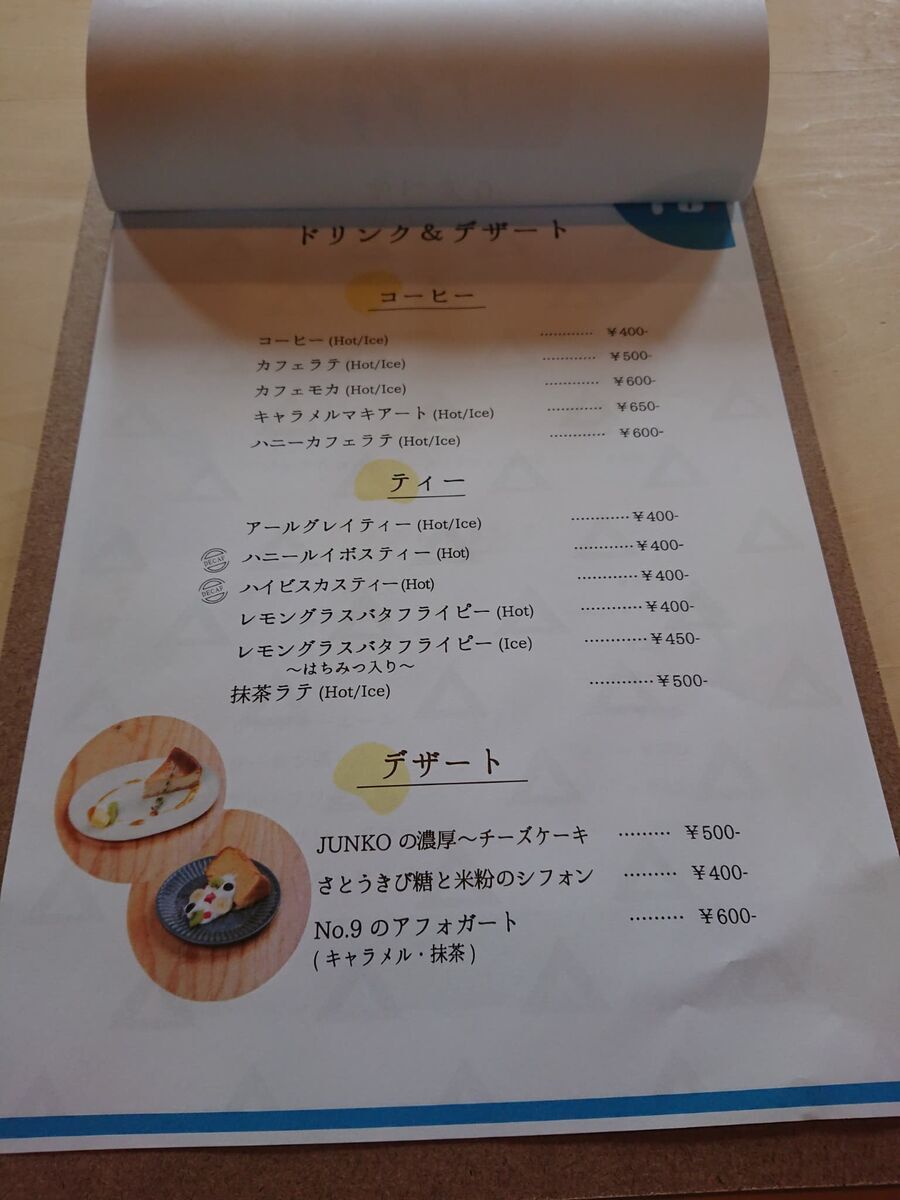 ドリンク&デザート
コーヒー
コーヒー(Hot/Ice) ………… ¥400-
カフェラテ(Hot/Ice) ………… ¥500-
カフェモカ(Hot/Ice) ………… ¥600-
キャラメルマキアート(Hot/Ice) ………… ¥650-
ハニーカフェラテ(Hot/Ice) ………… ¥600-
ティー
アールグレイティー(Hot/Ice) ………… ¥400-
DECAF ハニールイボスティー(Hot) ………… ¥400-
DECAF ハイビスカスティー(Hot) ………… ¥400-
レモングラスバタフライピー(Hot) ………… ¥400-
レモングラスバタフライピー(Ice) ………… ¥450-
〜はちみつ入り〜
抹茶ラテ(Hot/Ice) ………… ¥500-
デザート
JUNKOの濃厚〜チーズケーキ ……… ¥500-
さとうきび糖と米粉のシフォン ……… ¥400-
No.9のアフォガート ……… ¥600-
(キャラメル・抹茶)